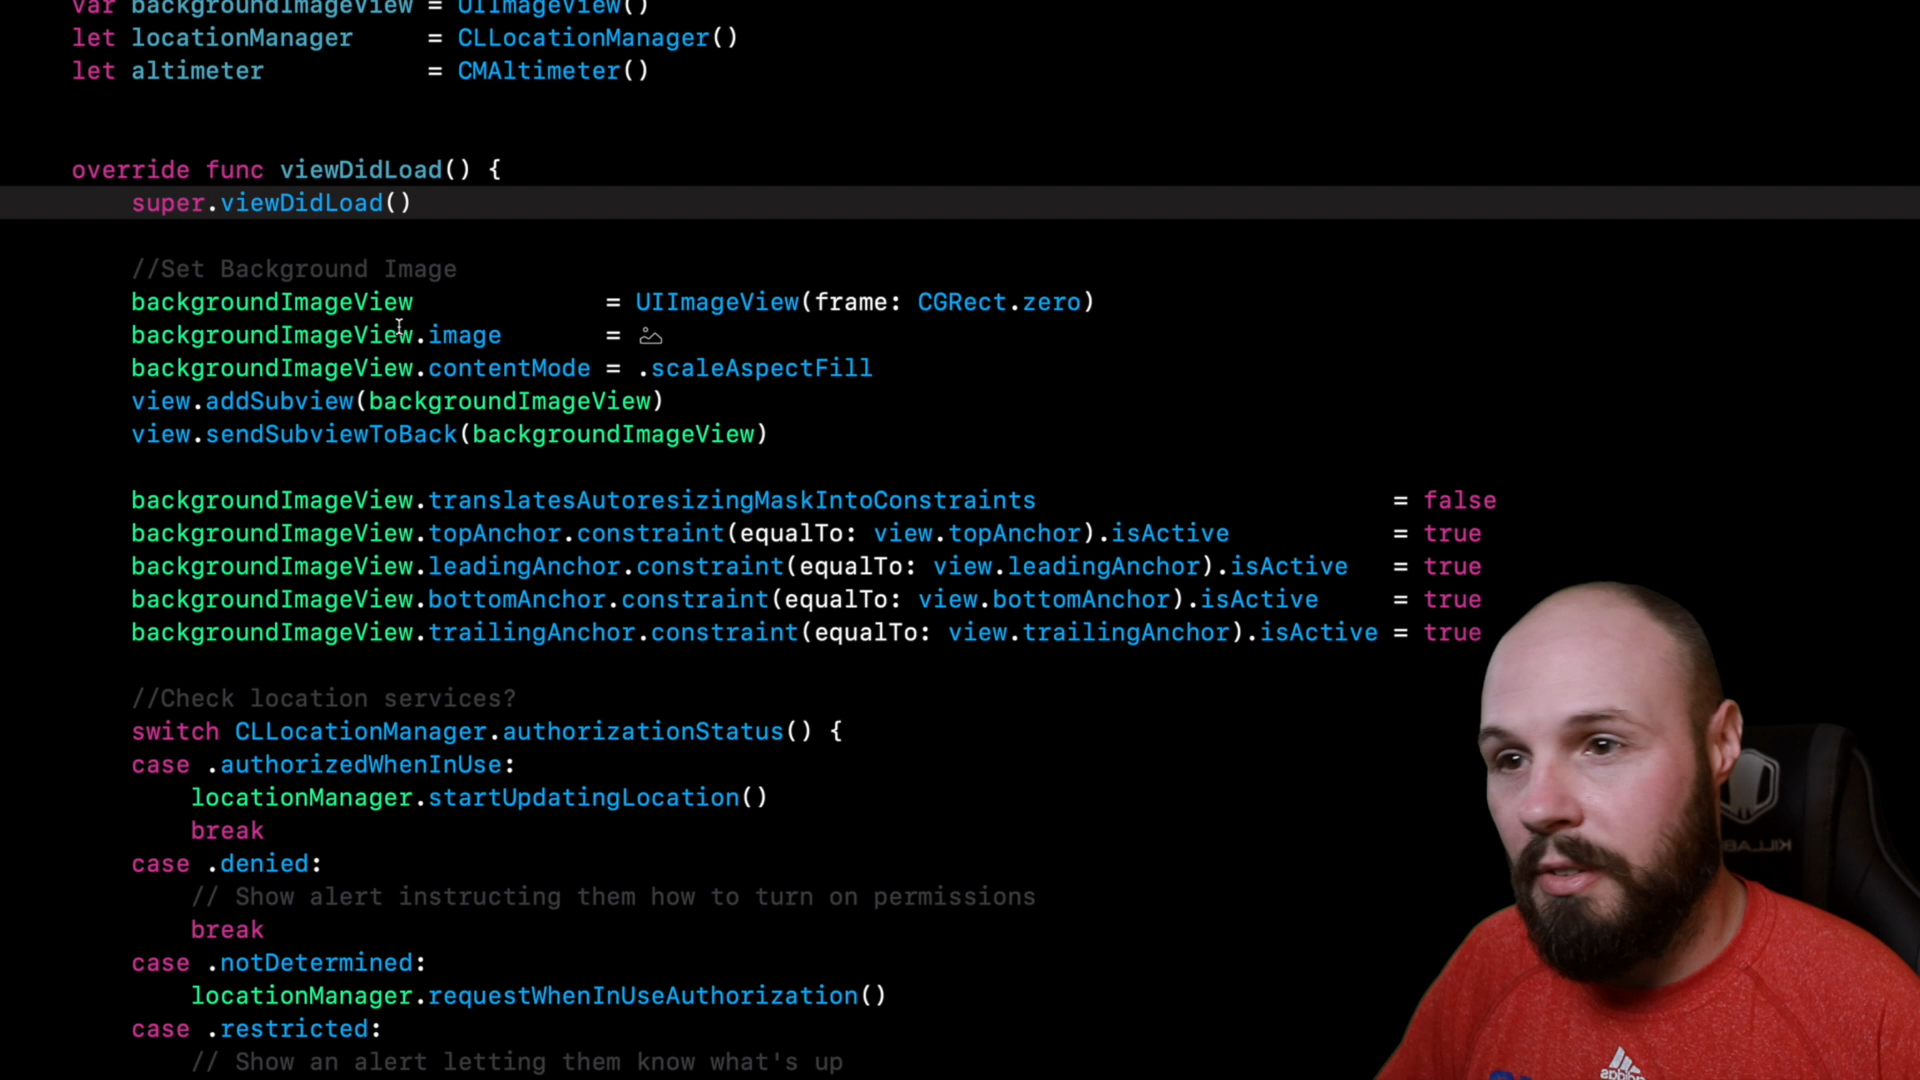 var backgroundImageView = UIImageView()
let locationManager     = CLLocationManager()
let altimeter           = CMAltimeter()
override func viewDidLoad() {
super.viewDidLoad()
//Set Background Image
backgroundImageView             = UIImageView(frame: CGRect.zero)
backgroundImageView.image       =
backgroundImageView.contentMode = .scaleAspectFill
view.addSubview(backgroundImageView)
view.sendSubviewToBack(backgroundImageView)
backgroundImageView.translatesAutoresizingMaskIntoConstraints                        = false
backgroundImageView.topAnchor.constraint(equalTo: view.topAnchor).isActive           = true
backgroundImageView.leadingAnchor.constraint(equalTo: view.leadingAnchor).isActive   = true
backgroundImageView.bottomAnchor.constraint(equalTo: view.bottomAnchor).isActive     = true
backgroundImageView.trailingAnchor.constraint(equalTo: view.trailingAnchor).isActive = true
//Check location services?
switch CLLocationManager.authorizationStatus() {
case .authorizedWhenInUse:
locationManager.startUpdatingLocation()
break
case .denied:
// Show alert instructing them how to turn on permissions
break
case .notDetermined:
locationManager.requestWhenInUseAuthorization()
case .restricted:
// Show an alert letting them know what's up
adidas